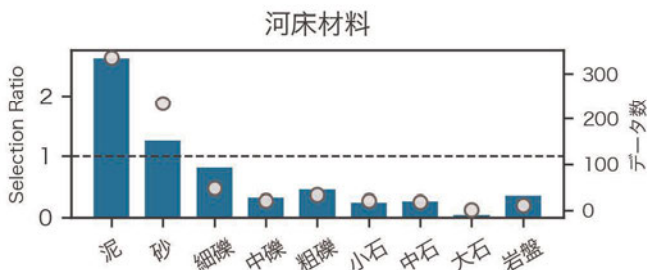 河床材料
Selection Ratio
2
1
0
300
200
100
0
データ数
泥
砂
細礫
中礫
粗礫
小石
中石
大石
岩盤